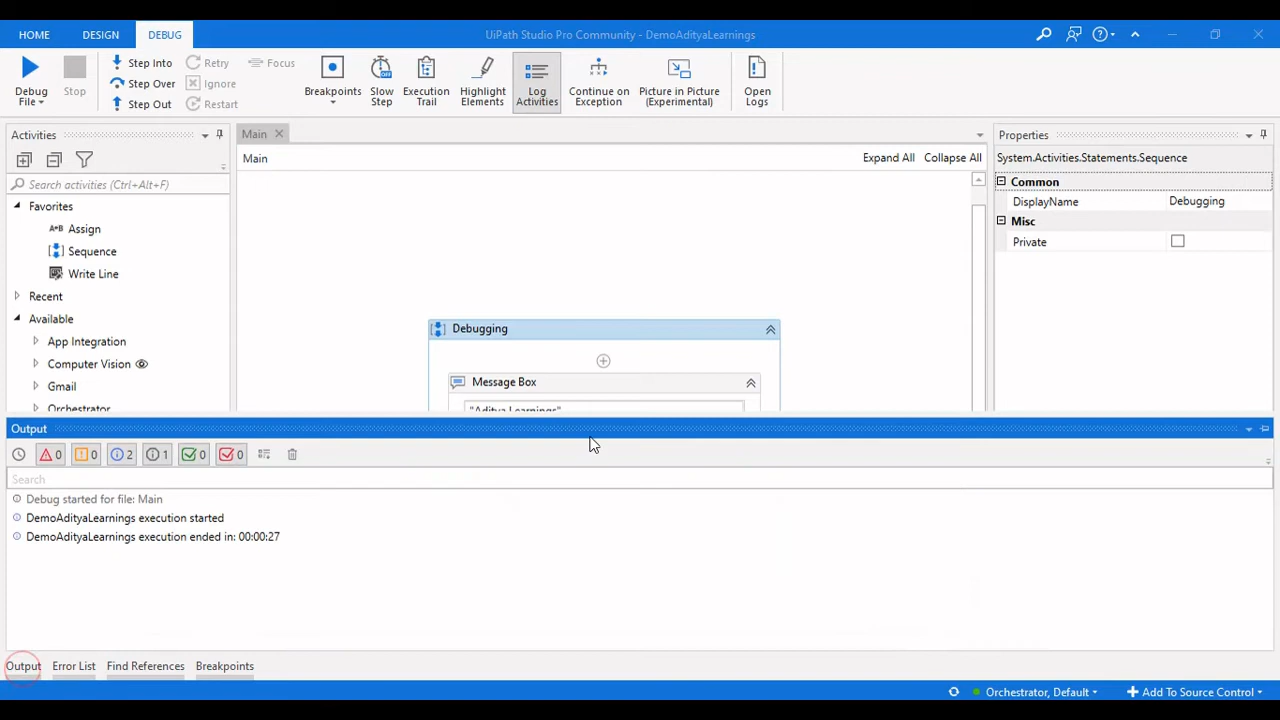 HOME DESIGN DEBUG UiPath Studio Pro Community - DemoAdityaLearnings
Debug File Stop Step Into Step Over Step Out Retry Ignore Restart Focus Breakpoints Slow Step Execution Trail Highlight Elements Log Activities Continue on Exception Picture in Picture (Experimental) Open Logs
Activities
Search activities (Ctrl+Alt+F)
Favorites
Assign
Sequence
Write Line
Recent
Available
App Integration
Computer Vision
Gmail
Orchestrator
Main
Main Expand All Collapse All
Debugging
Message Box
"Aditya Learnings"
Properties
System.Activities.Statements.Sequence
Common
DisplayName Debugging
Misc
Private
Output
0 0 2 1 0 0
Search
Debug started for file: Main
DemoAdityaLearnings execution started
DemoAdityaLearnings execution ended in: 00:00:27
Output Error List Find References Breakpoints
Orchestrator, Default Add To Source Control